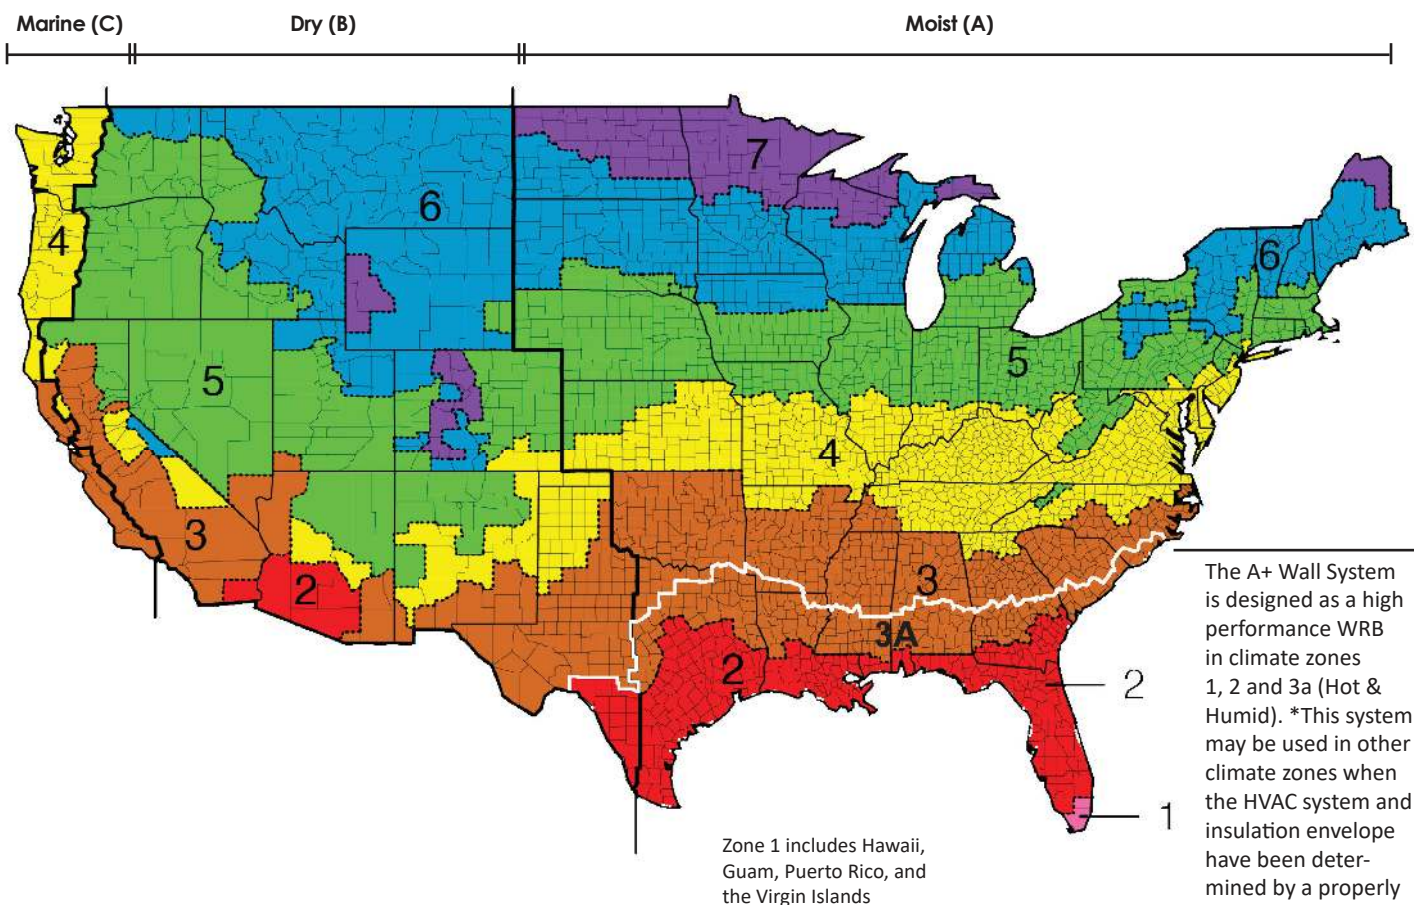 Marine (C)
Dry (B)
Moist (A)
7
6
4
6
5
5
4
3
3
2
3A
2
2
1
The A+ Wall System
is designed as a high
performance WRB
in climate zones
1, 2 and 3a (Hot &
Humid). *This system
may be used in other
climate zones when
the HVAC system and
insulation envelope
have been deter-
mined by a properly
Zone 1 includes Hawaii,
Guam, Puerto Rico, and
the Virgin Islands